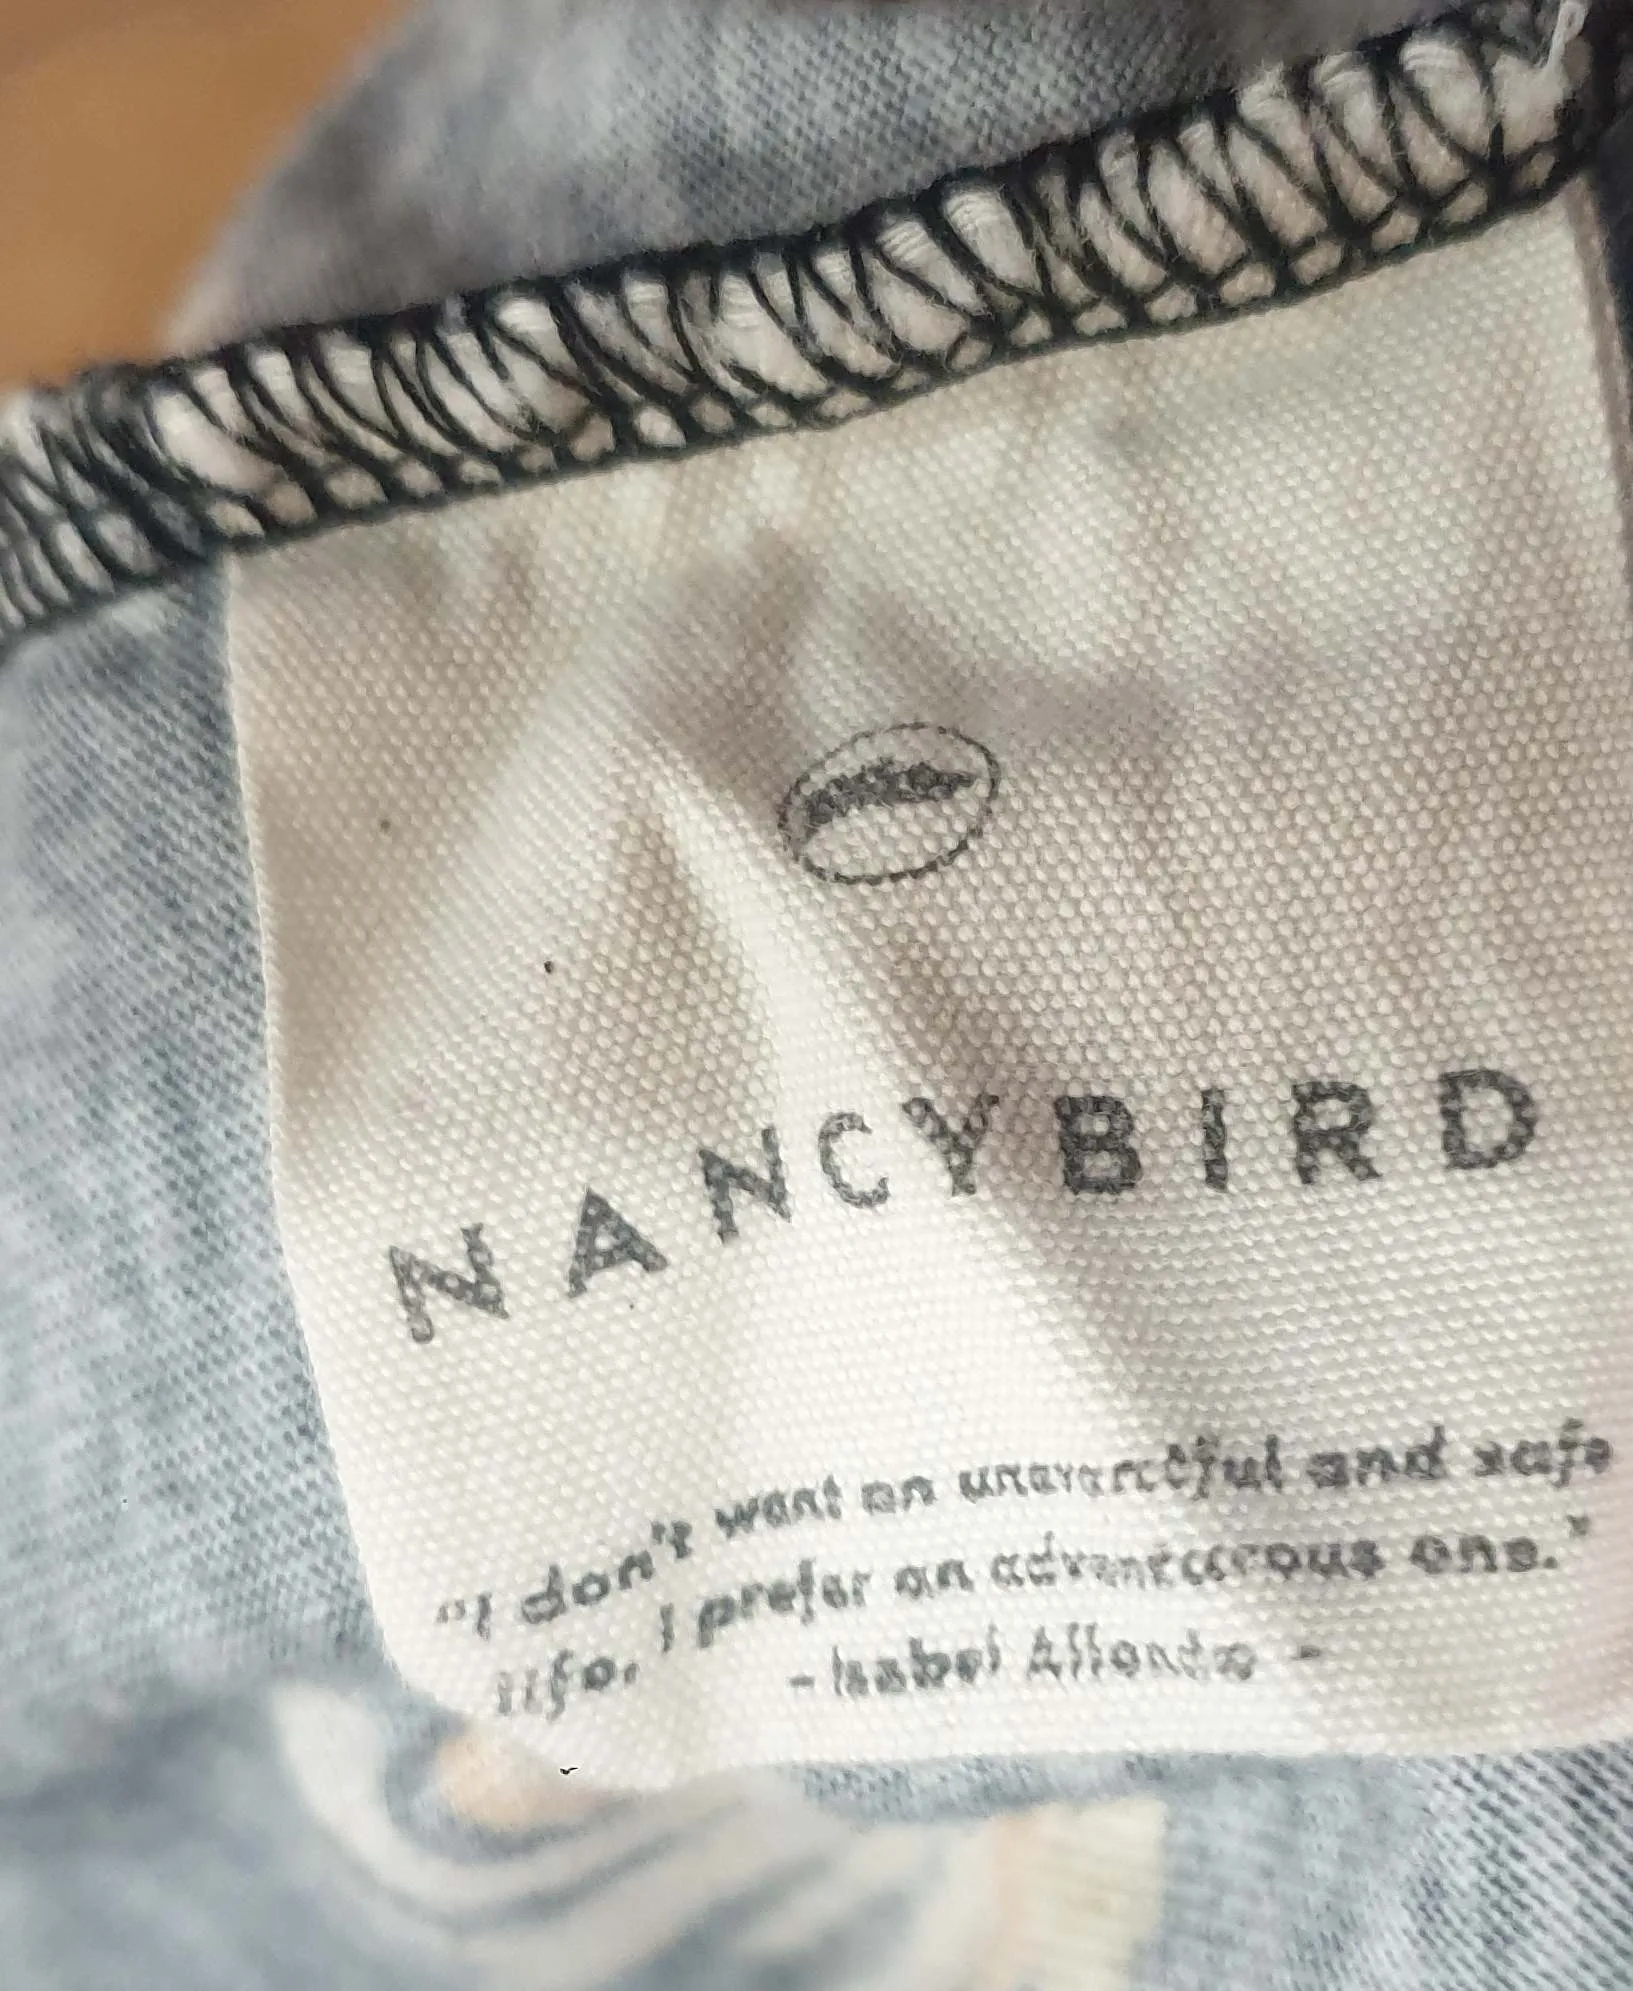 NANCYBIRD
"I don't want an uneventful and safe
life. I prefer an adventurous one."
- Isabel Allende -